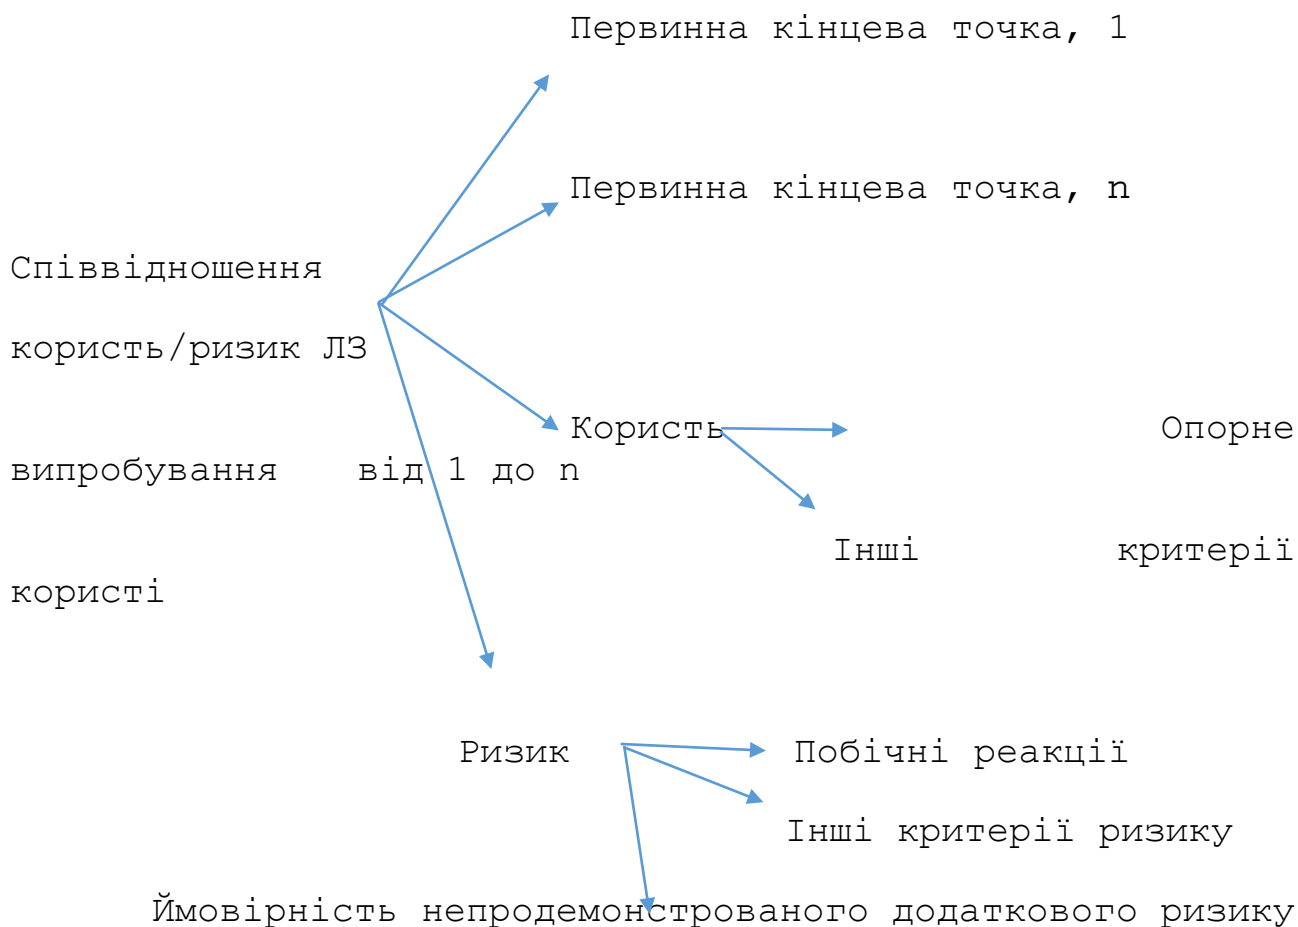 Первинна кінцева точка, 1
Первинна кінцева точка, n
Співвідношення
користь/ризик ЛЗ
Користь Опорне
випробування від 1 до n
Інші критерії
користі
Ризик Побічні реакції
Інші критерії ризику
Ймовірність непродемонстрованого додаткового ризику